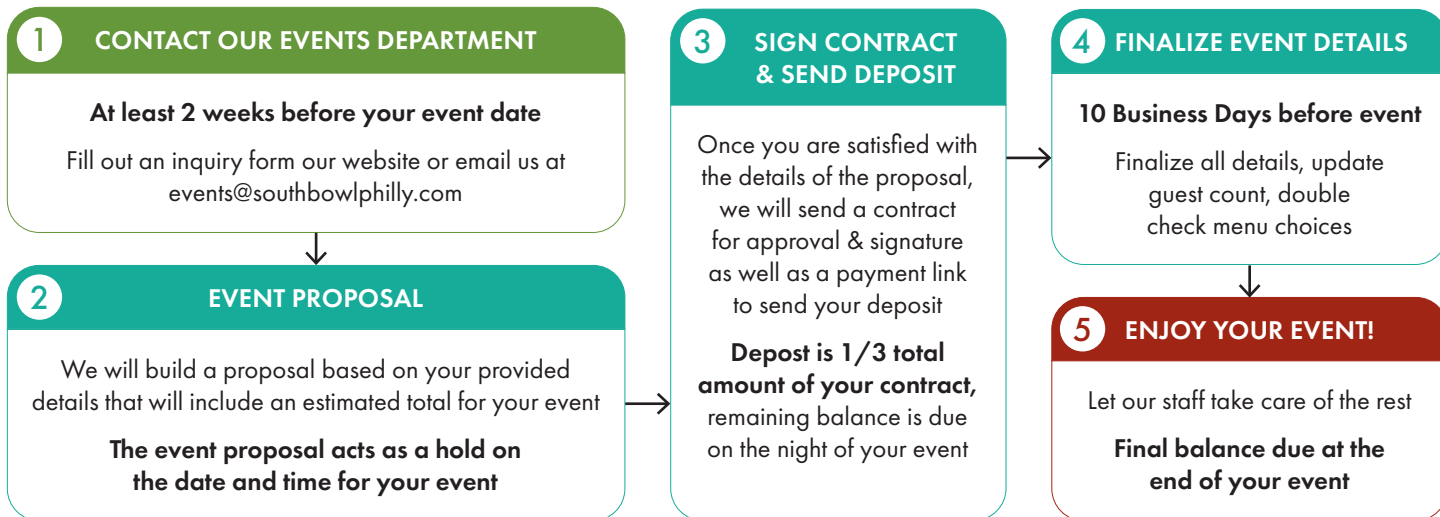 1 CONTACT OUR EVENTS DEPARTMENT
At least 2 weeks before your event date
Fill out an inquiry form our website or email us at
events@southbowlphilly.com
2 EVENT PROPOSAL
We will build a proposal based on your provided
details that will include an estimated total for your event
The event proposal acts as a hold on
the date and time for your event
3 SIGN CONTRACT
& SEND DEPOSIT
Once you are satisfied with
the details of the proposal,
we will send a contract
for approval & signature
as well as a payment link
to send your deposit
Depost is 1/3 total
amount of your contract,
remaining balance is due
on the night of your event
4 FINALIZE EVENT DETAILS
10 Business Days before event
Finalize all details, update
guest count, double
check menu choices
5 ENJOY YOUR EVENT!
Let our staff take care of the rest
Final balance due at the
end of your event